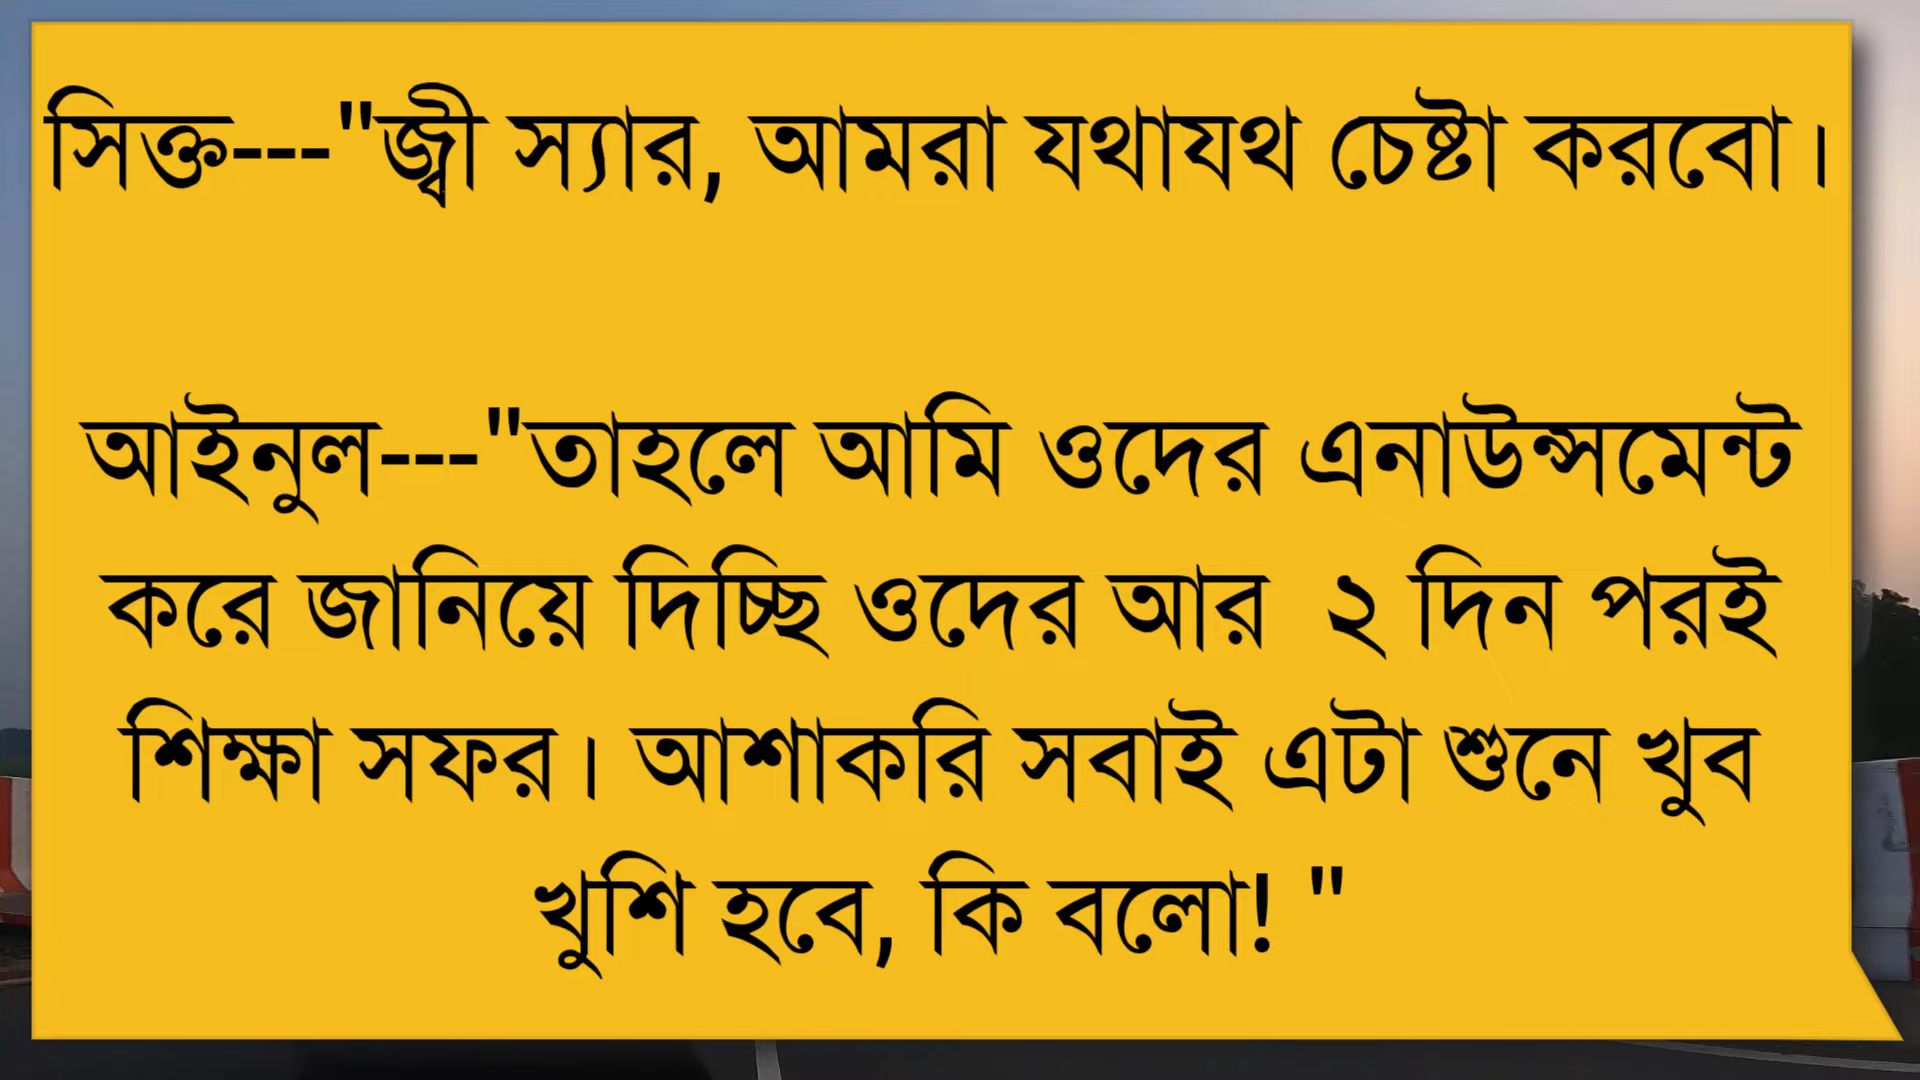 সিক্ত---"জ্বী স্যার, আমরা যথাযথ চেষ্টা করবো।
আইনুল---"তাহলে আমি ওদের এনাউন্সমেন্ট
করে জানিয়ে দিচ্ছি ওদের আর ২ দিন পরই
শিক্ষা সফর। আশাকরি সবাই এটা শুনে খুব
খুশি হবে, কি বলো! "